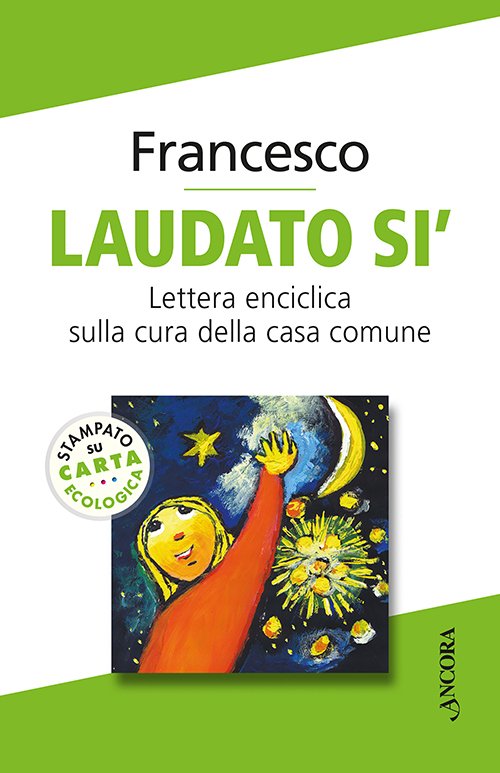 Francesco
LAUDATO SI’
Lettera enciclica
sulla cura della casa comune
STAMPATO
SU
CARTA
ECOLOGICA
ANCORA